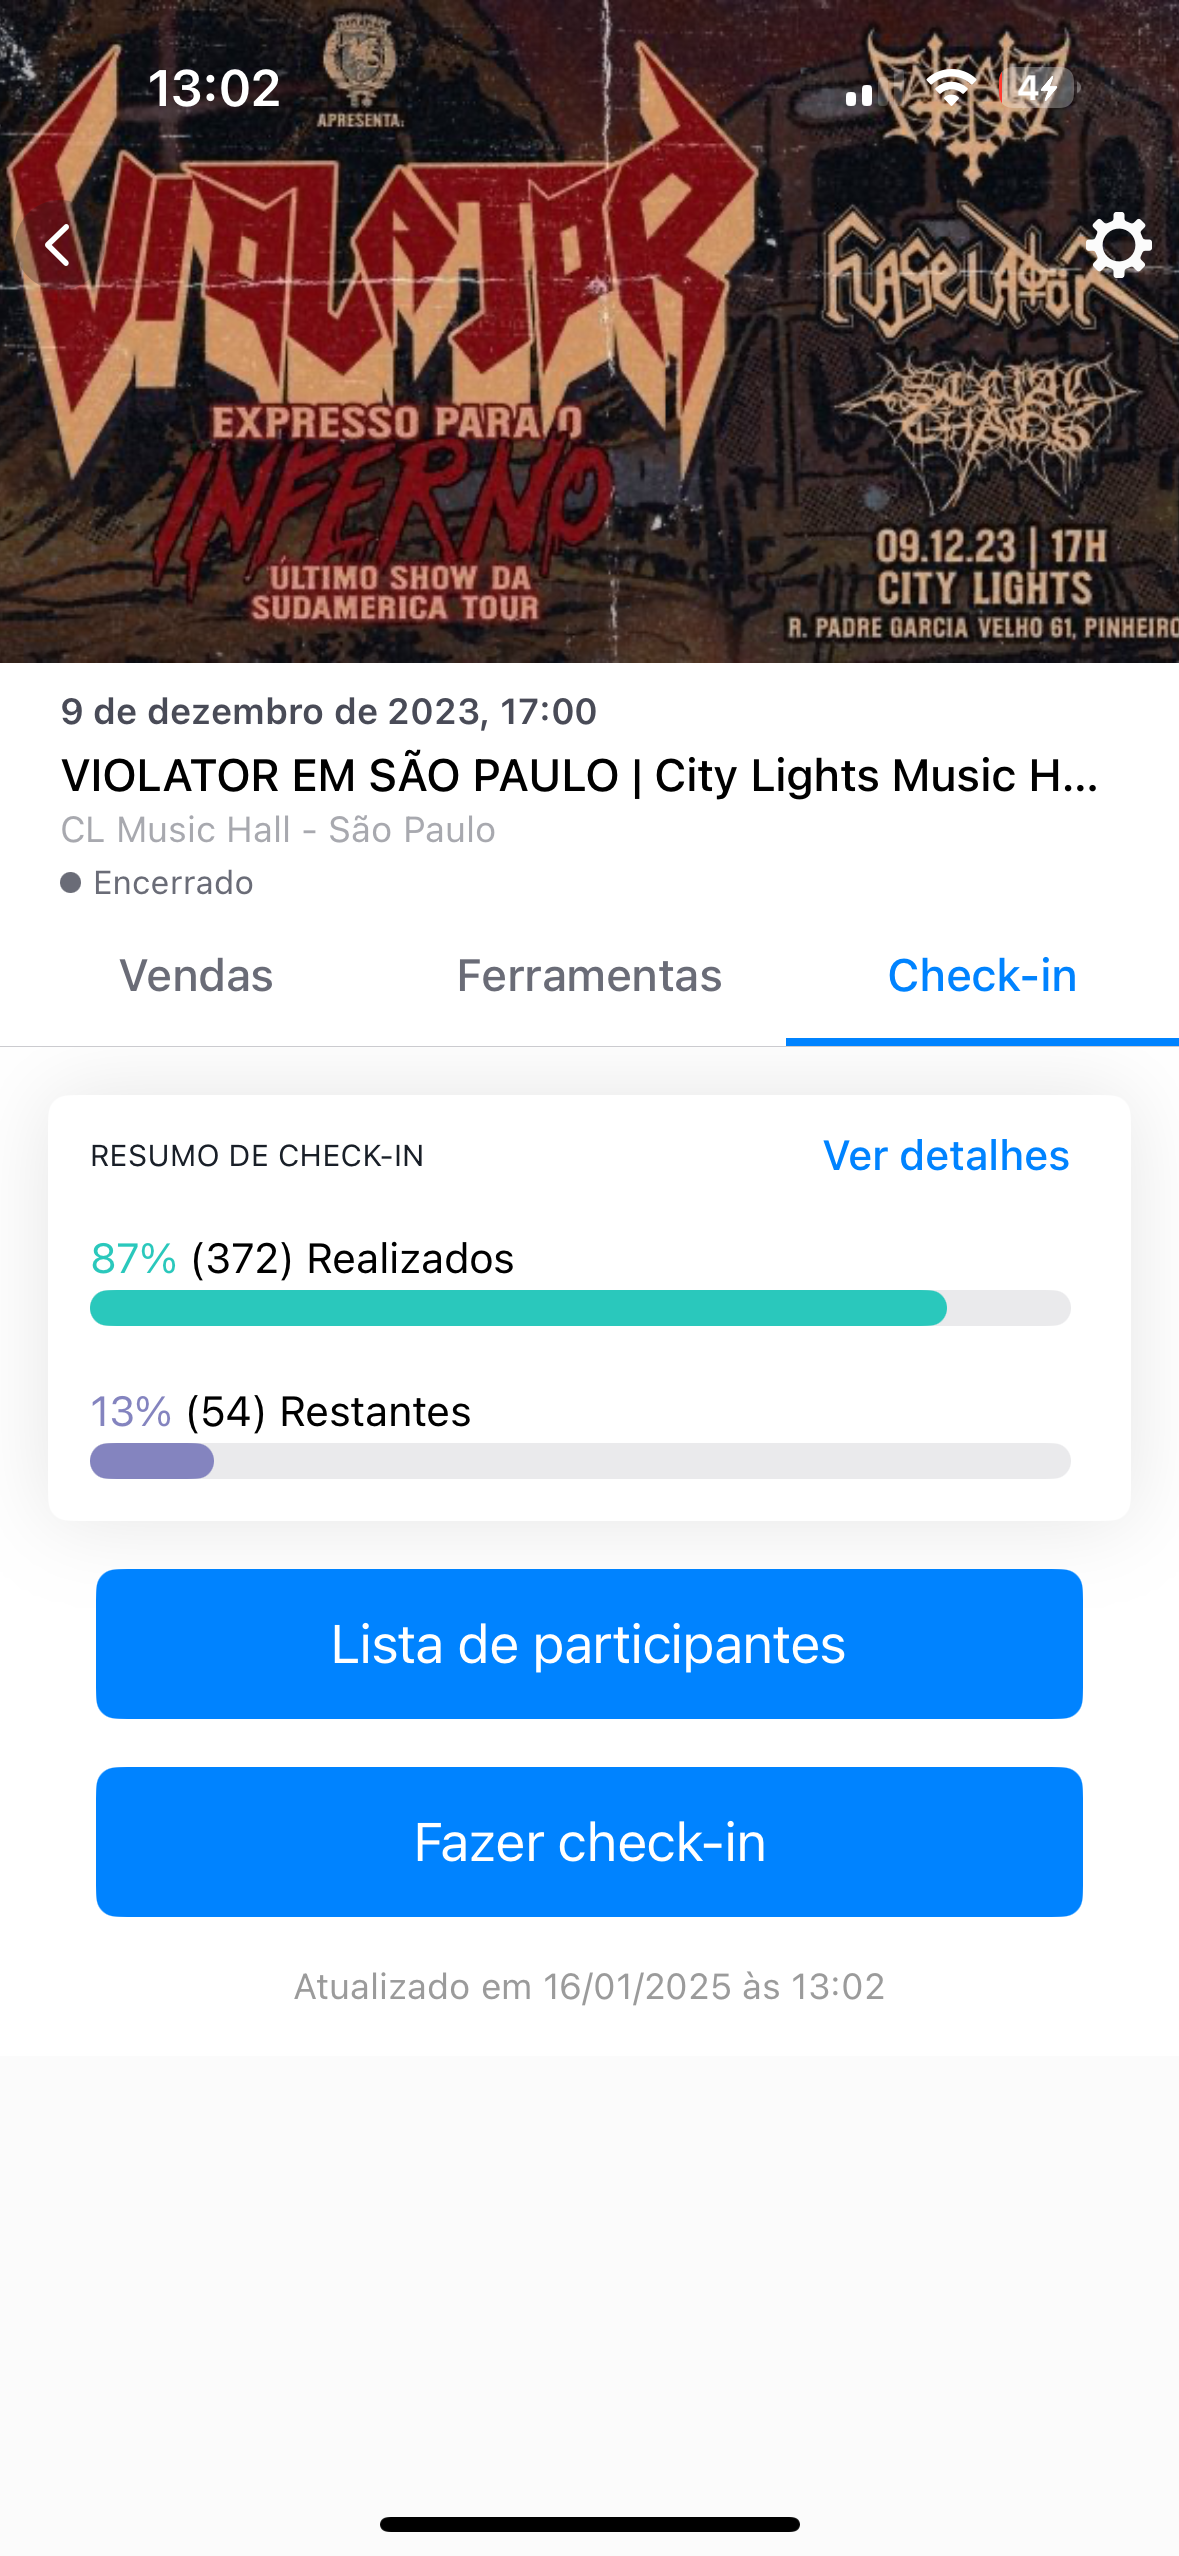 13:02
4
APRESENTA:
VIOLATOR
EXPRESSO PARA O
INFERNO
ÚLTIMO SHOW DA
SUDAMERICA TOUR
SOCIAL
CHAOS
09.12.23 | 17H
CITY LIGHTS
R. PADRE GARCIA VELHO 61, PINHEIRO
9 de dezembro de 2023, 17:00
VIOLATOR EM SÃO PAULO | City Lights Music H...
CL Music Hall - São Paulo
Encerrado
Vendas
Ferramentas
Check-in
RESUMO DE CHECK-IN
Ver detalhes
87% (372) Realizados
13% (54) Restantes
Lista de participantes
Fazer check-in
Atualizado em 16/01/2025 às 13:02